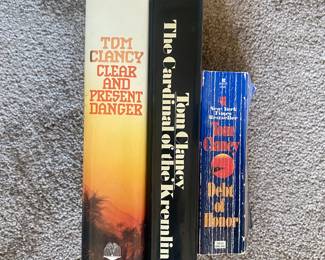 TOM
CLANCY
CLEAR
AND
PRESENT
DANGER
Tom Clancy
The Cardinal of the Kremlin
New York
Times
Bestseller
Tom
Clancy
Debt of
Honor